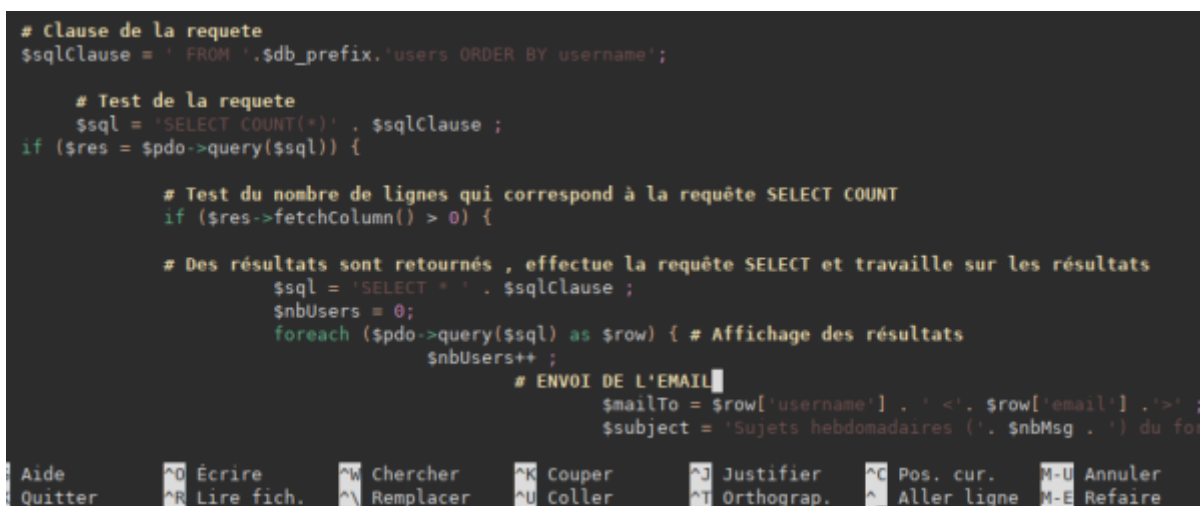 # Clause de la requete
$sqlClause = ' FROM '.$db_prefix.'users ORDER BY username';
# Test de la requete
$sql = 'SELECT COUNT(*)' . $sqlClause ;
if ($res = $pdo->query($sql)) {
# Test du nombre de lignes qui correspond à la requête SELECT COUNT
if ($res->fetchColumn() > 0) {
# Des résultats sont retournés , effectue la requête SELECT et travaille sur les résultats
$sql = 'SELECT * ' . $sqlClause ;
$nbUsers = 0;
foreach ($pdo->query($sql) as $row) { # Affichage des résultats
$nbUsers++ ;
# ENVOI DE L'EMAIL
$mailTo = $row['username'] . ' <'. $row['email'] .'>' ;
$subject = 'Sujets hebdomadaires ('. $nbMsg . ') du for
Aide ^O Écrire ^W Chercher ^K Couper ^J Justifier ^C Pos. cur. M-U Annuler
Quitter ^R Lire fich. ^\ Remplacer ^U Coller ^T Orthograp. ^_ Aller ligne M-E Refaire